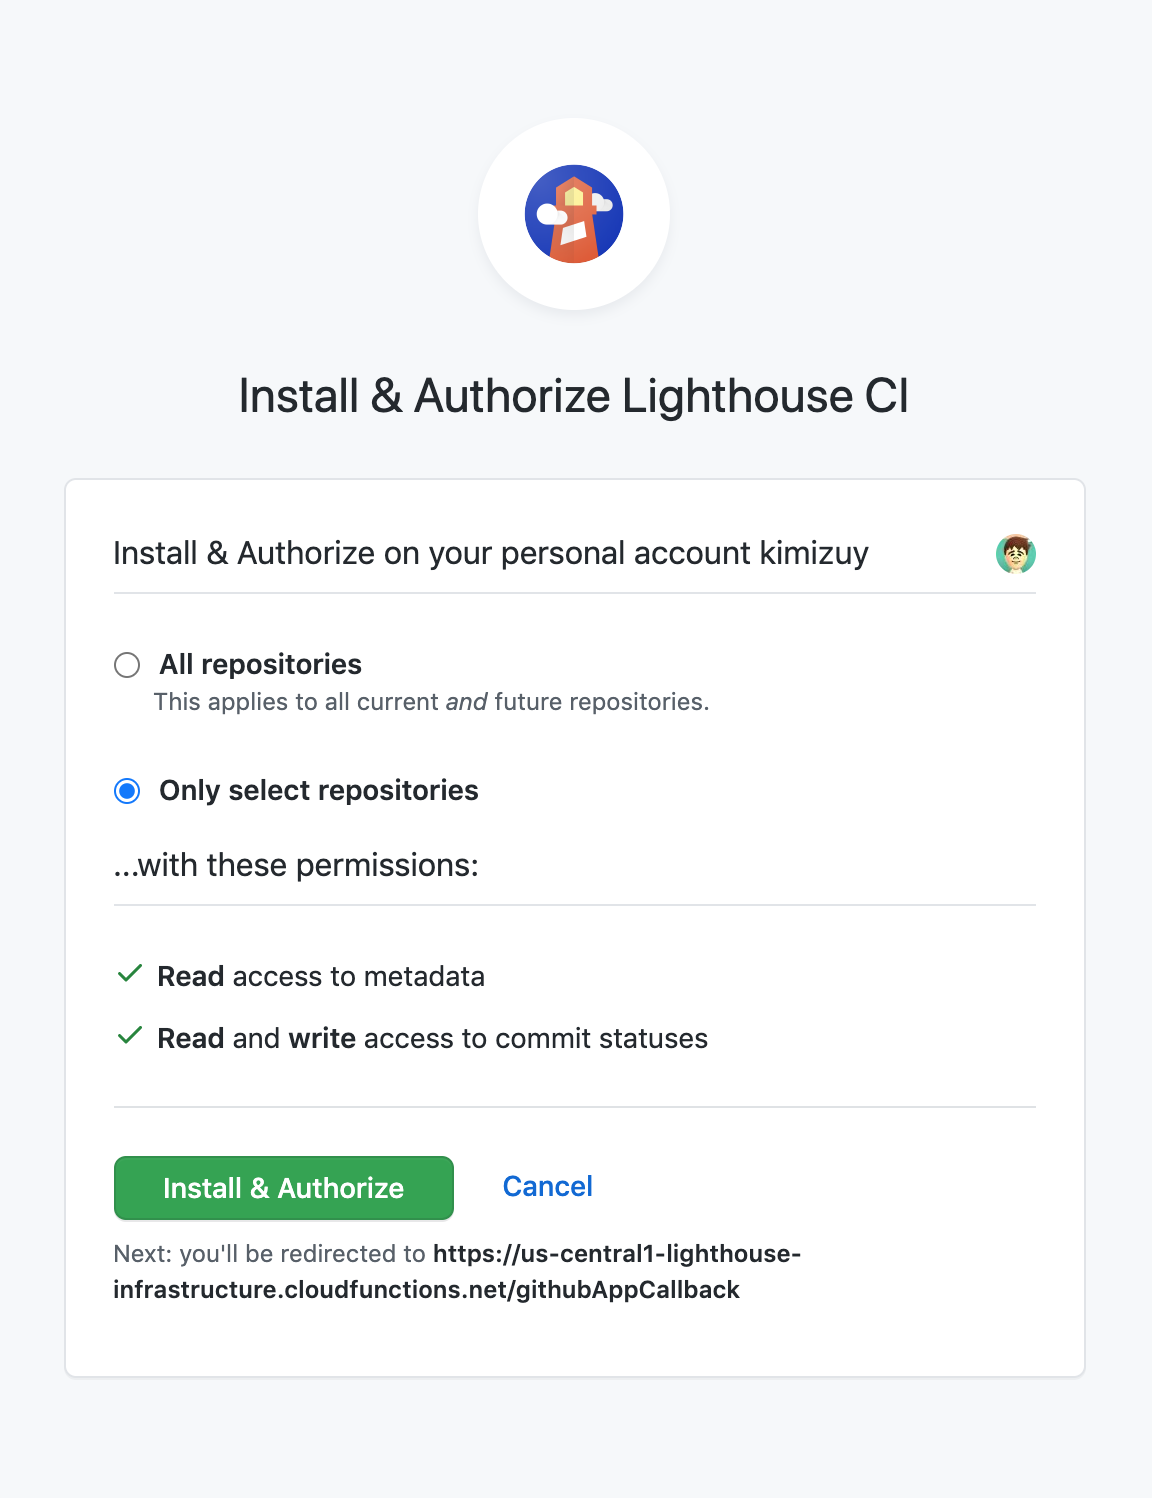 Install & Authorize Lighthouse CI
Install & Authorize on your personal account kimizuy
All repositories
This applies to all current and future repositories.
Only select repositories
...with these permissions:
Read access to metadata
Read and write access to commit statuses
Install & Authorize
Cancel
Next: you'll be redirected to https://us-central1-lighthouse-
infrastructure.cloudfunctions.net/githubAppCallback